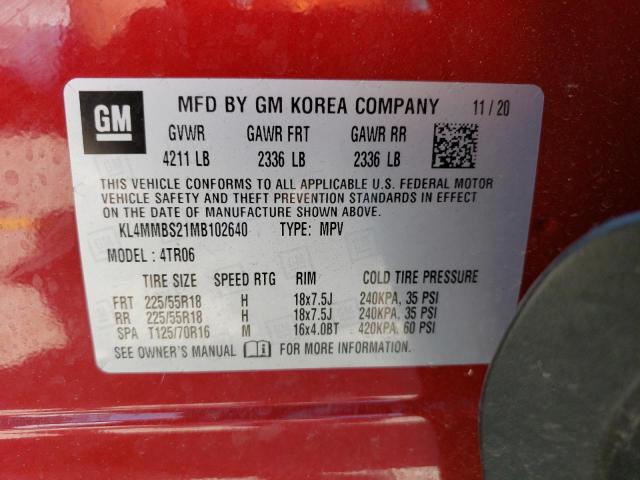 GM MFD BY GM KOREA COMPANY 11/20
GVWR GAWR FRT GAWR RR
4211 LB 2336 LB 2336 LB
THIS VEHICLE CONFORMS TO ALL APPLICABLE U.S. FEDERAL MOTOR
VEHICLE SAFETY AND THEFT PREVENTION STANDARDS IN EFFECT
ON THE DATE OF MANUFACTURE SHOWN ABOVE.
KL4MMBS21MB102640 TYPE: MPV
MODEL: 4TR06
TIRE SIZE SPEED RTG RIM COLD TIRE PRESSURE
FRT 225/55R18 H 18x7.5J 240KPA, 35 PSI
RR 225/55R18 H 18x7.5J 240KPA, 35 PSI
SPA T125/70R16 M 16x4.0BT 420KPA, 60 PSI
SEE OWNER'S MANUAL FOR MORE INFORMATION.